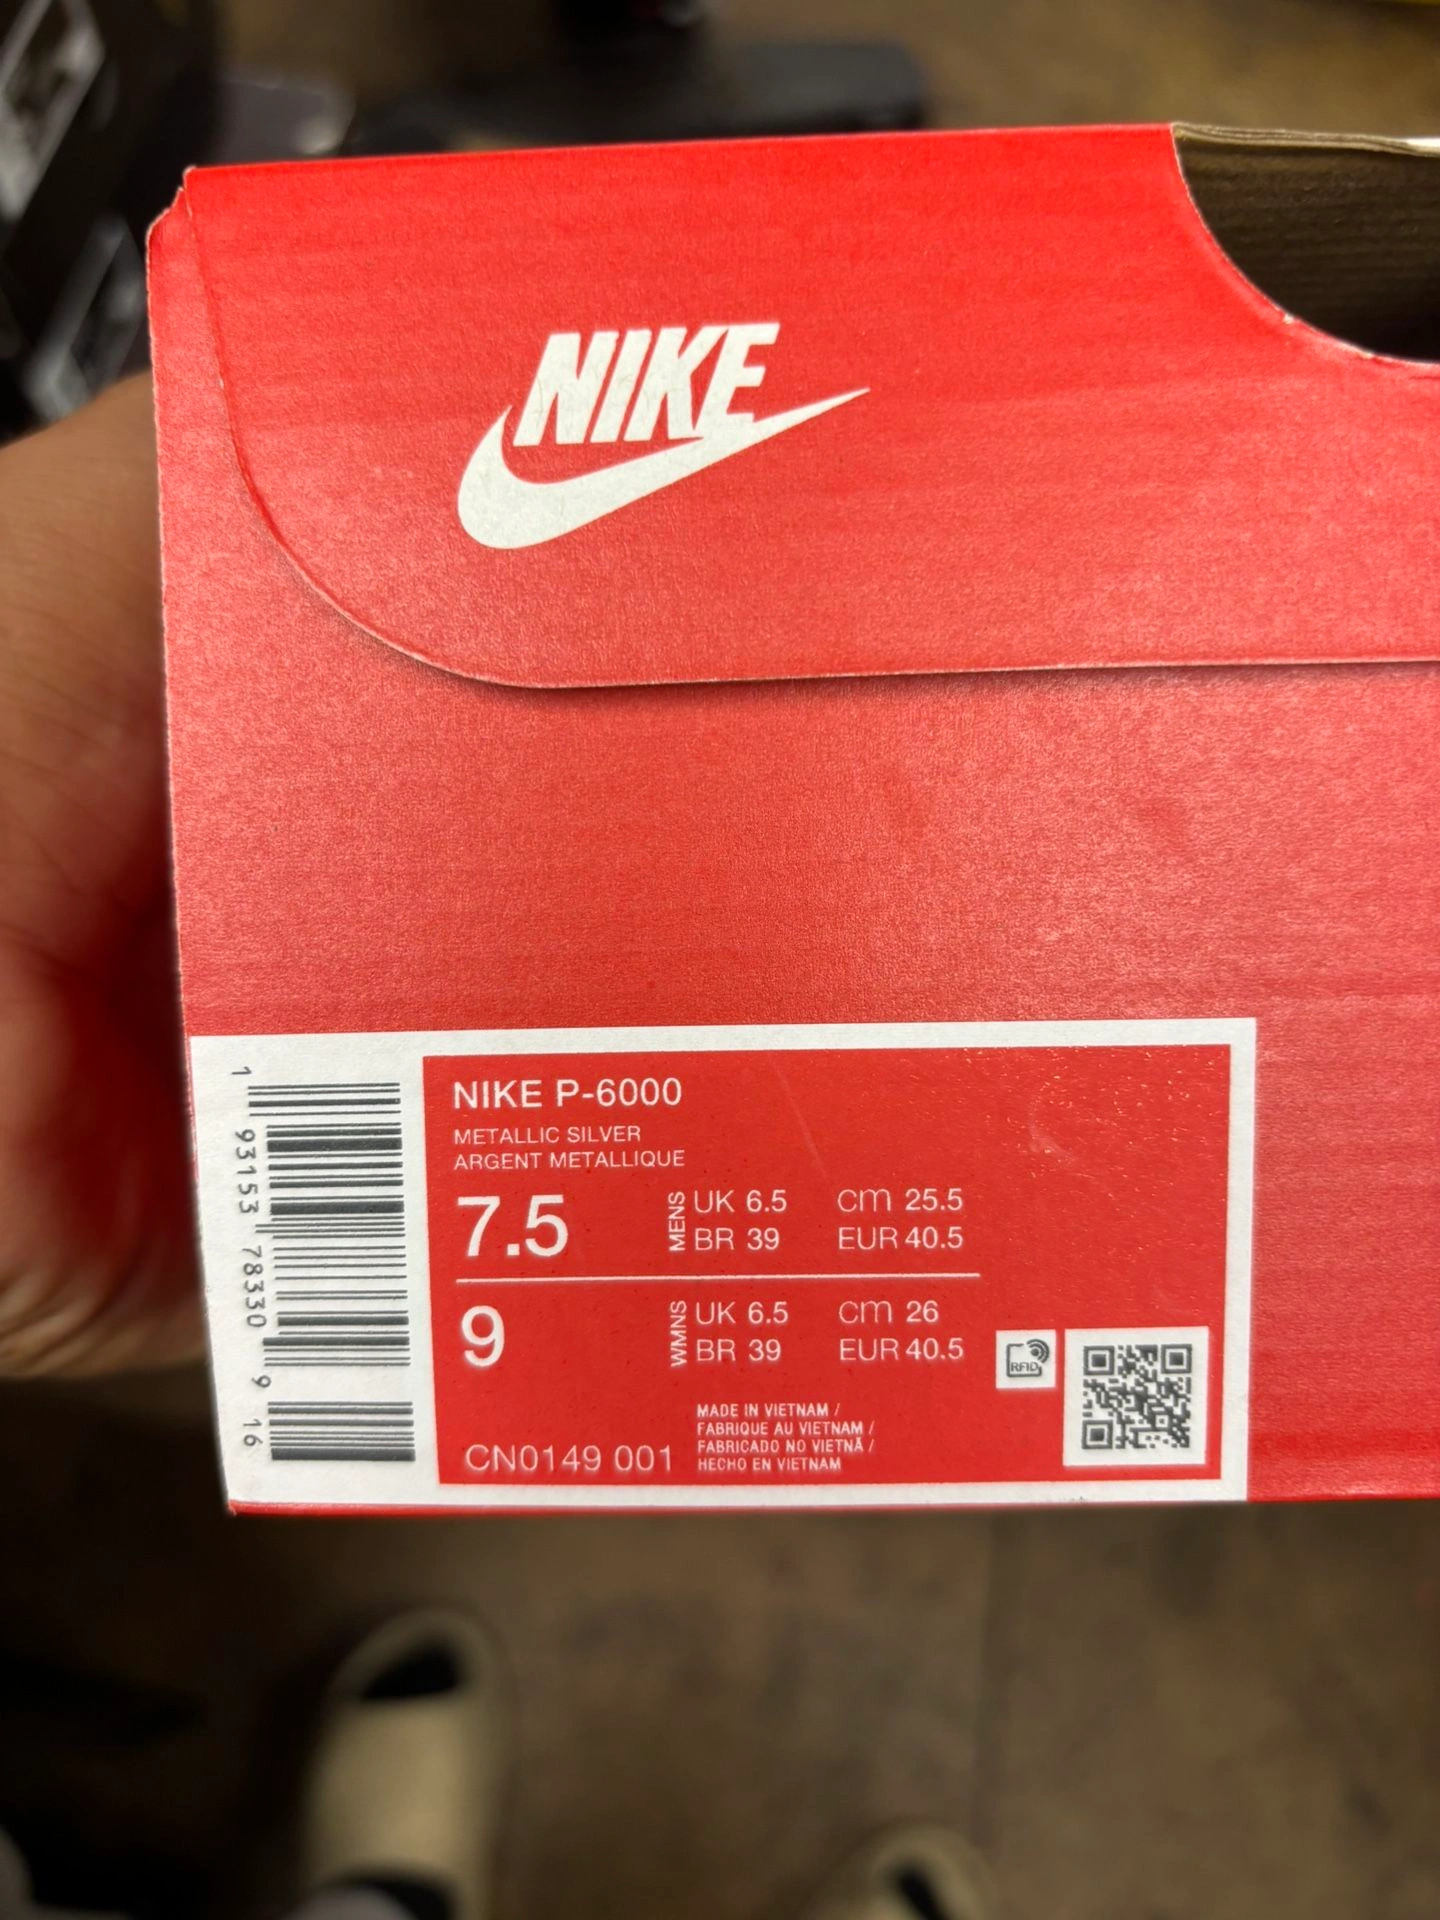 NIKE
NIKE P-6000
METALLIC SILVER
ARGENT METALLIQUE
7.5
MENS
UK 6.5 CM 25.5
BR 39 EUR 40.5
9
WMNS
UK 6.5 CM 26
BR 39 EUR 40.5
RFID
CN0149 001
MADE IN VIETNAM /
FABRIQUE AU VIETNAM /
FABRICADO NO VIETNÃ /
HECHO EN VIETNAM
1 93153 78330 9 16